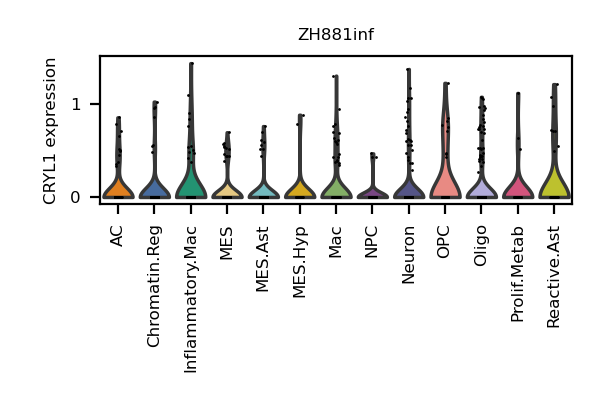 ZH881inf
CRYL1 expression
1
0
AC
Chromatin.Reg
Inflammatory.Mac
MES
MES.Ast
MES.Hyp
Mac
NPC
Neuron
OPC
Oligo
Prolif.Metab
Reactive.Ast